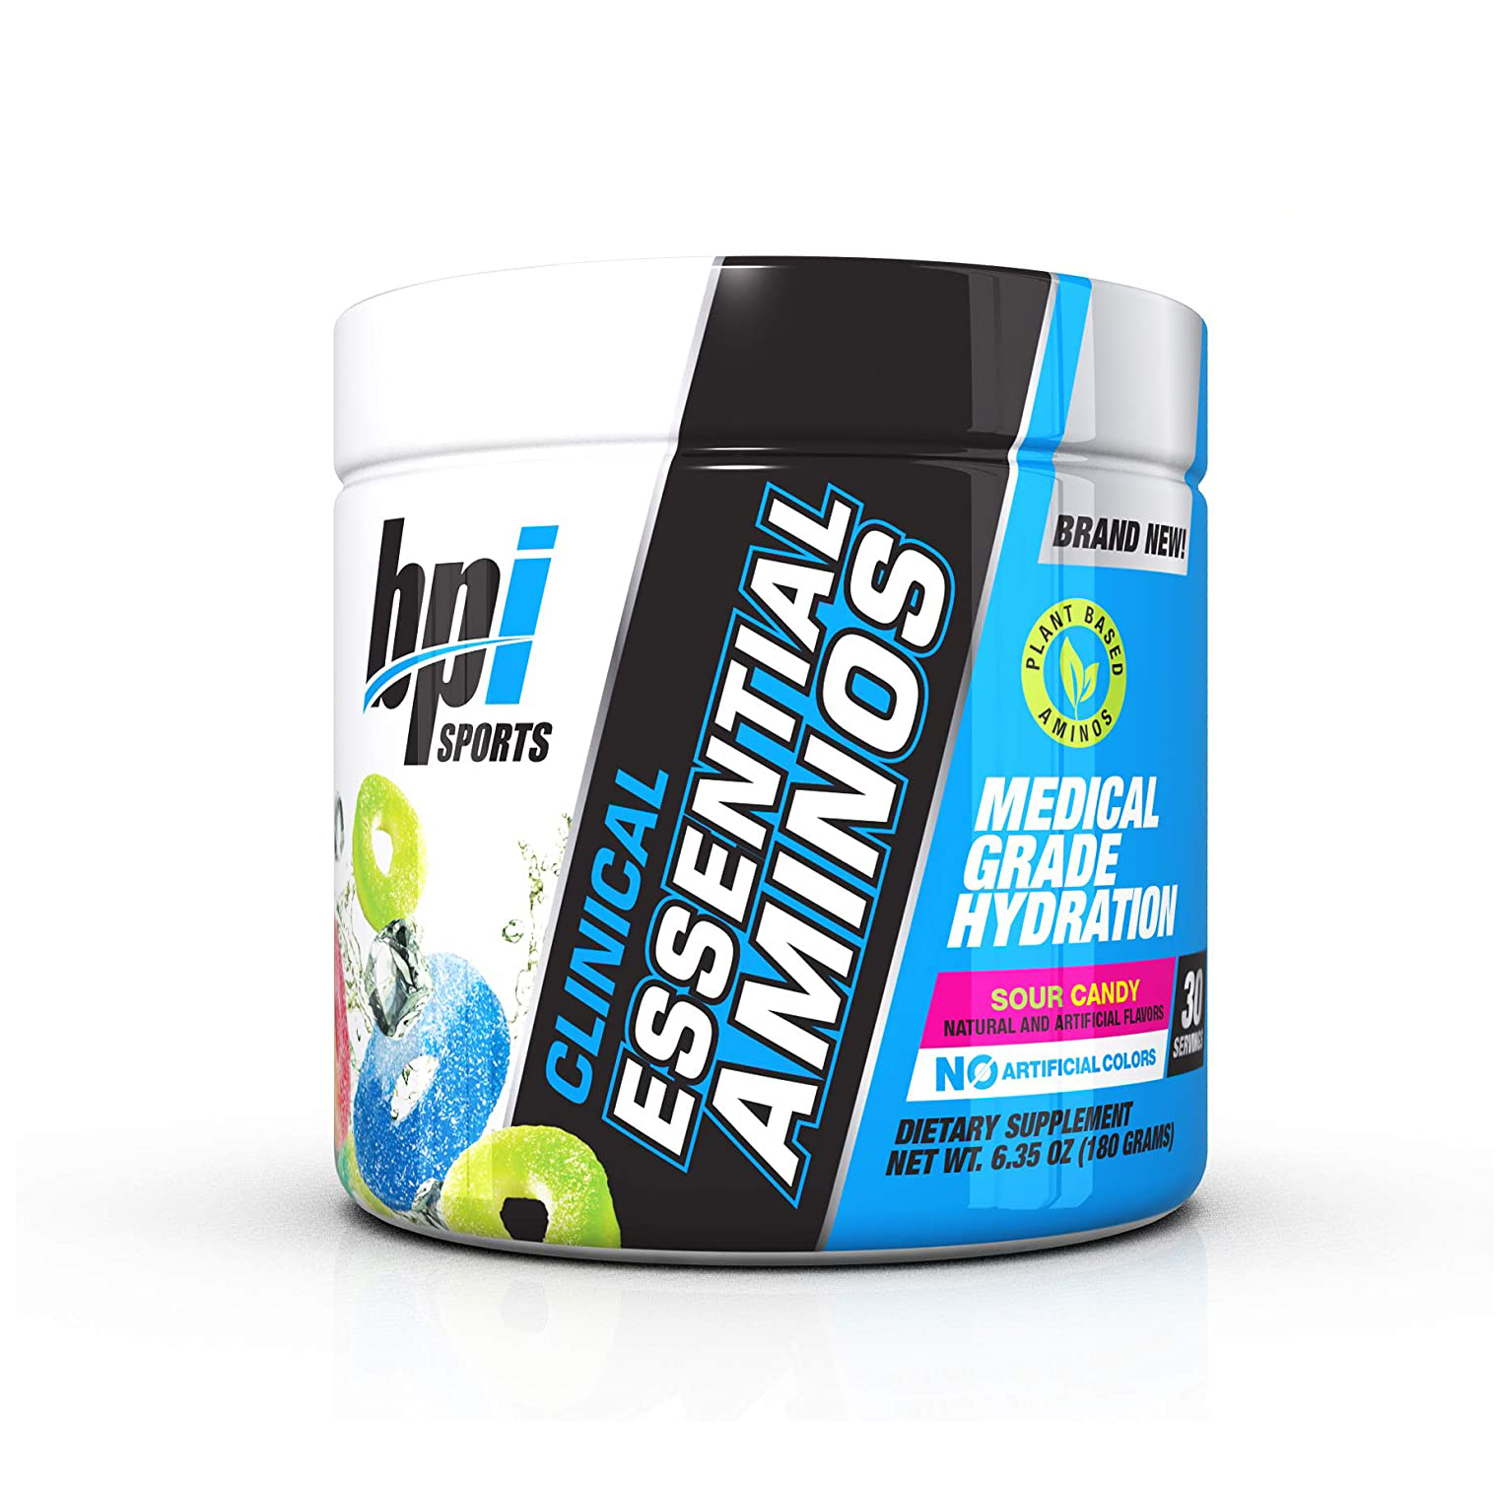 bpi
SPORTS
CLINICAL
ESSENTIAL
AMINOS
BRAND NEW!
PLANT BASED
AMINOS
MEDICAL
GRADE
HYDRATION
SOUR CANDY
NATURAL AND ARTIFICIAL FLAVORS
30
SERVINGS
NO ARTIFICIAL COLORS
DIETARY SUPPLEMENT
NET WT. 6.35 OZ (180 GRAMS)